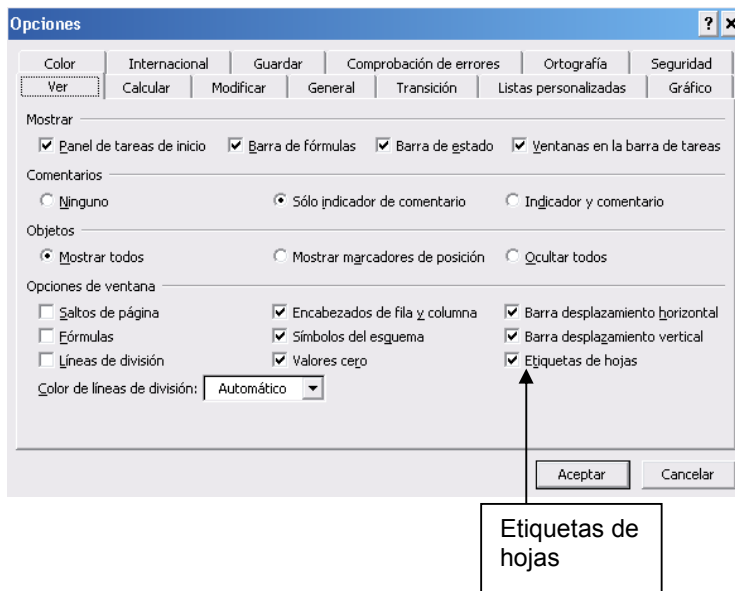 Opciones
Color Internacional Guardar Comprobación de errores Ortografía Seguridad
Ver Calcular Modificar General Transición Listas personalizadas Gráfico
Mostrar
Panel de tareas de inicio Barra de fórmulas Barra de estado Ventanas en la barra de tareas
Comentarios
Ninguno Sólo indicador de comentario Indicador y comentario
Objetos
Mostrar todos Mostrar marcadores de posición Ocultar todos
Opciones de ventana
Saltos de página Encabezados de fila y columna Barra desplazamiento horizontal
Fórmulas Símbolos del esquema Barra desplazamiento vertical
Líneas de división Valores cero Etiquetas de hojas
Color de líneas de división: Automático
Aceptar Cancelar
Etiquetas de
hojas